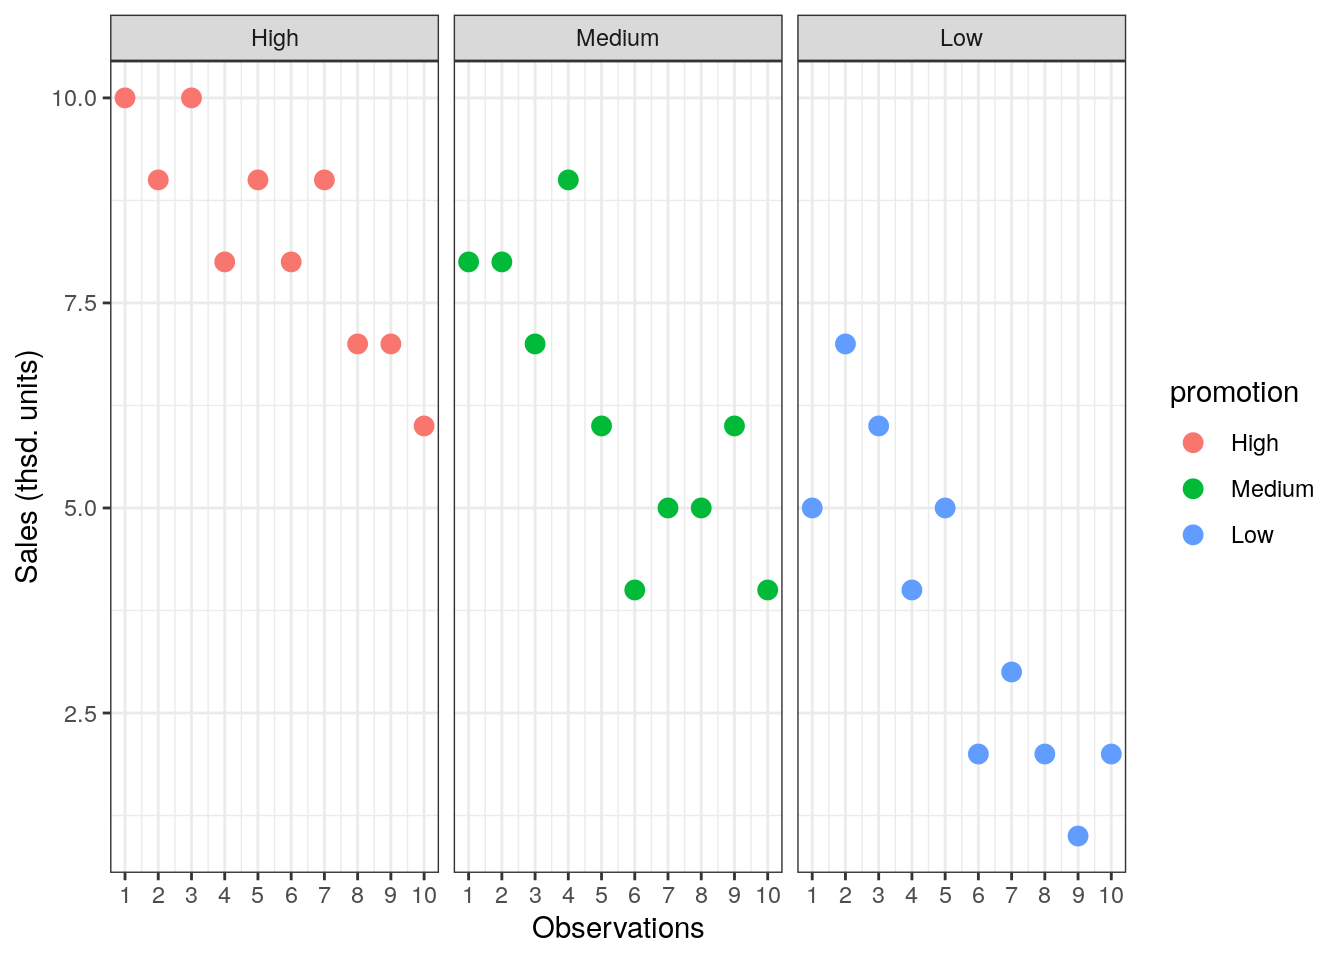 High Medium Low
10.0
7.5
5.0
2.5
Sales (thsd. units)
1 2 3 4 5 6 7 8 9 10 1 2 3 4 5 6 7 8 9 10 1 2 3 4 5 6 7 8 9 10
Observations
promotion
High
Medium
Low